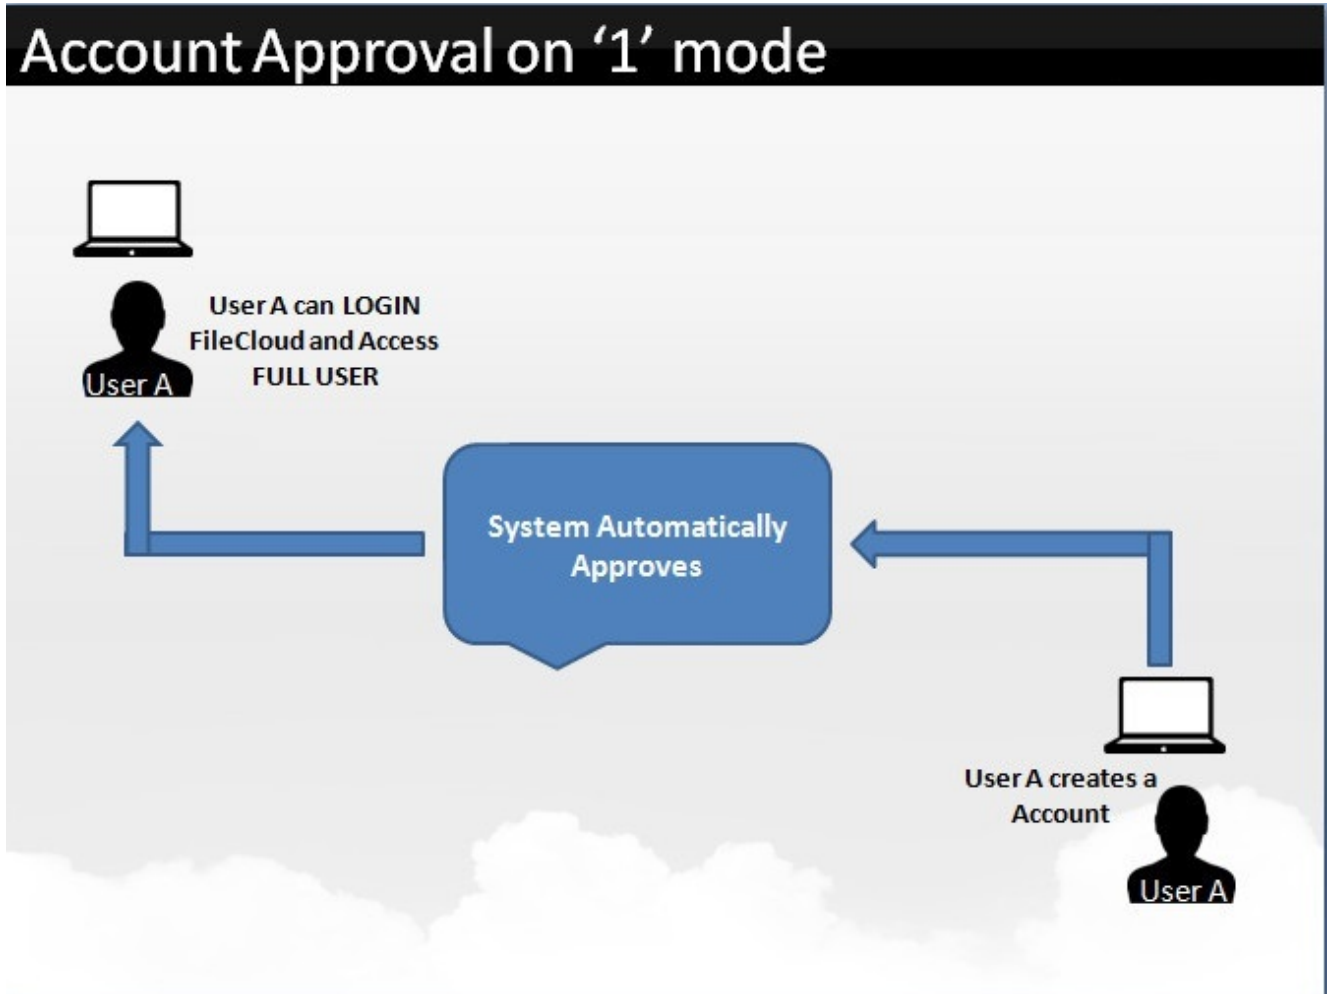 Account Approval on ‘1’ mode
User A can LOGIN
FileCloud and Access
FULL USER
User A
System Automatically
Approves
User A creates a
Account
User A